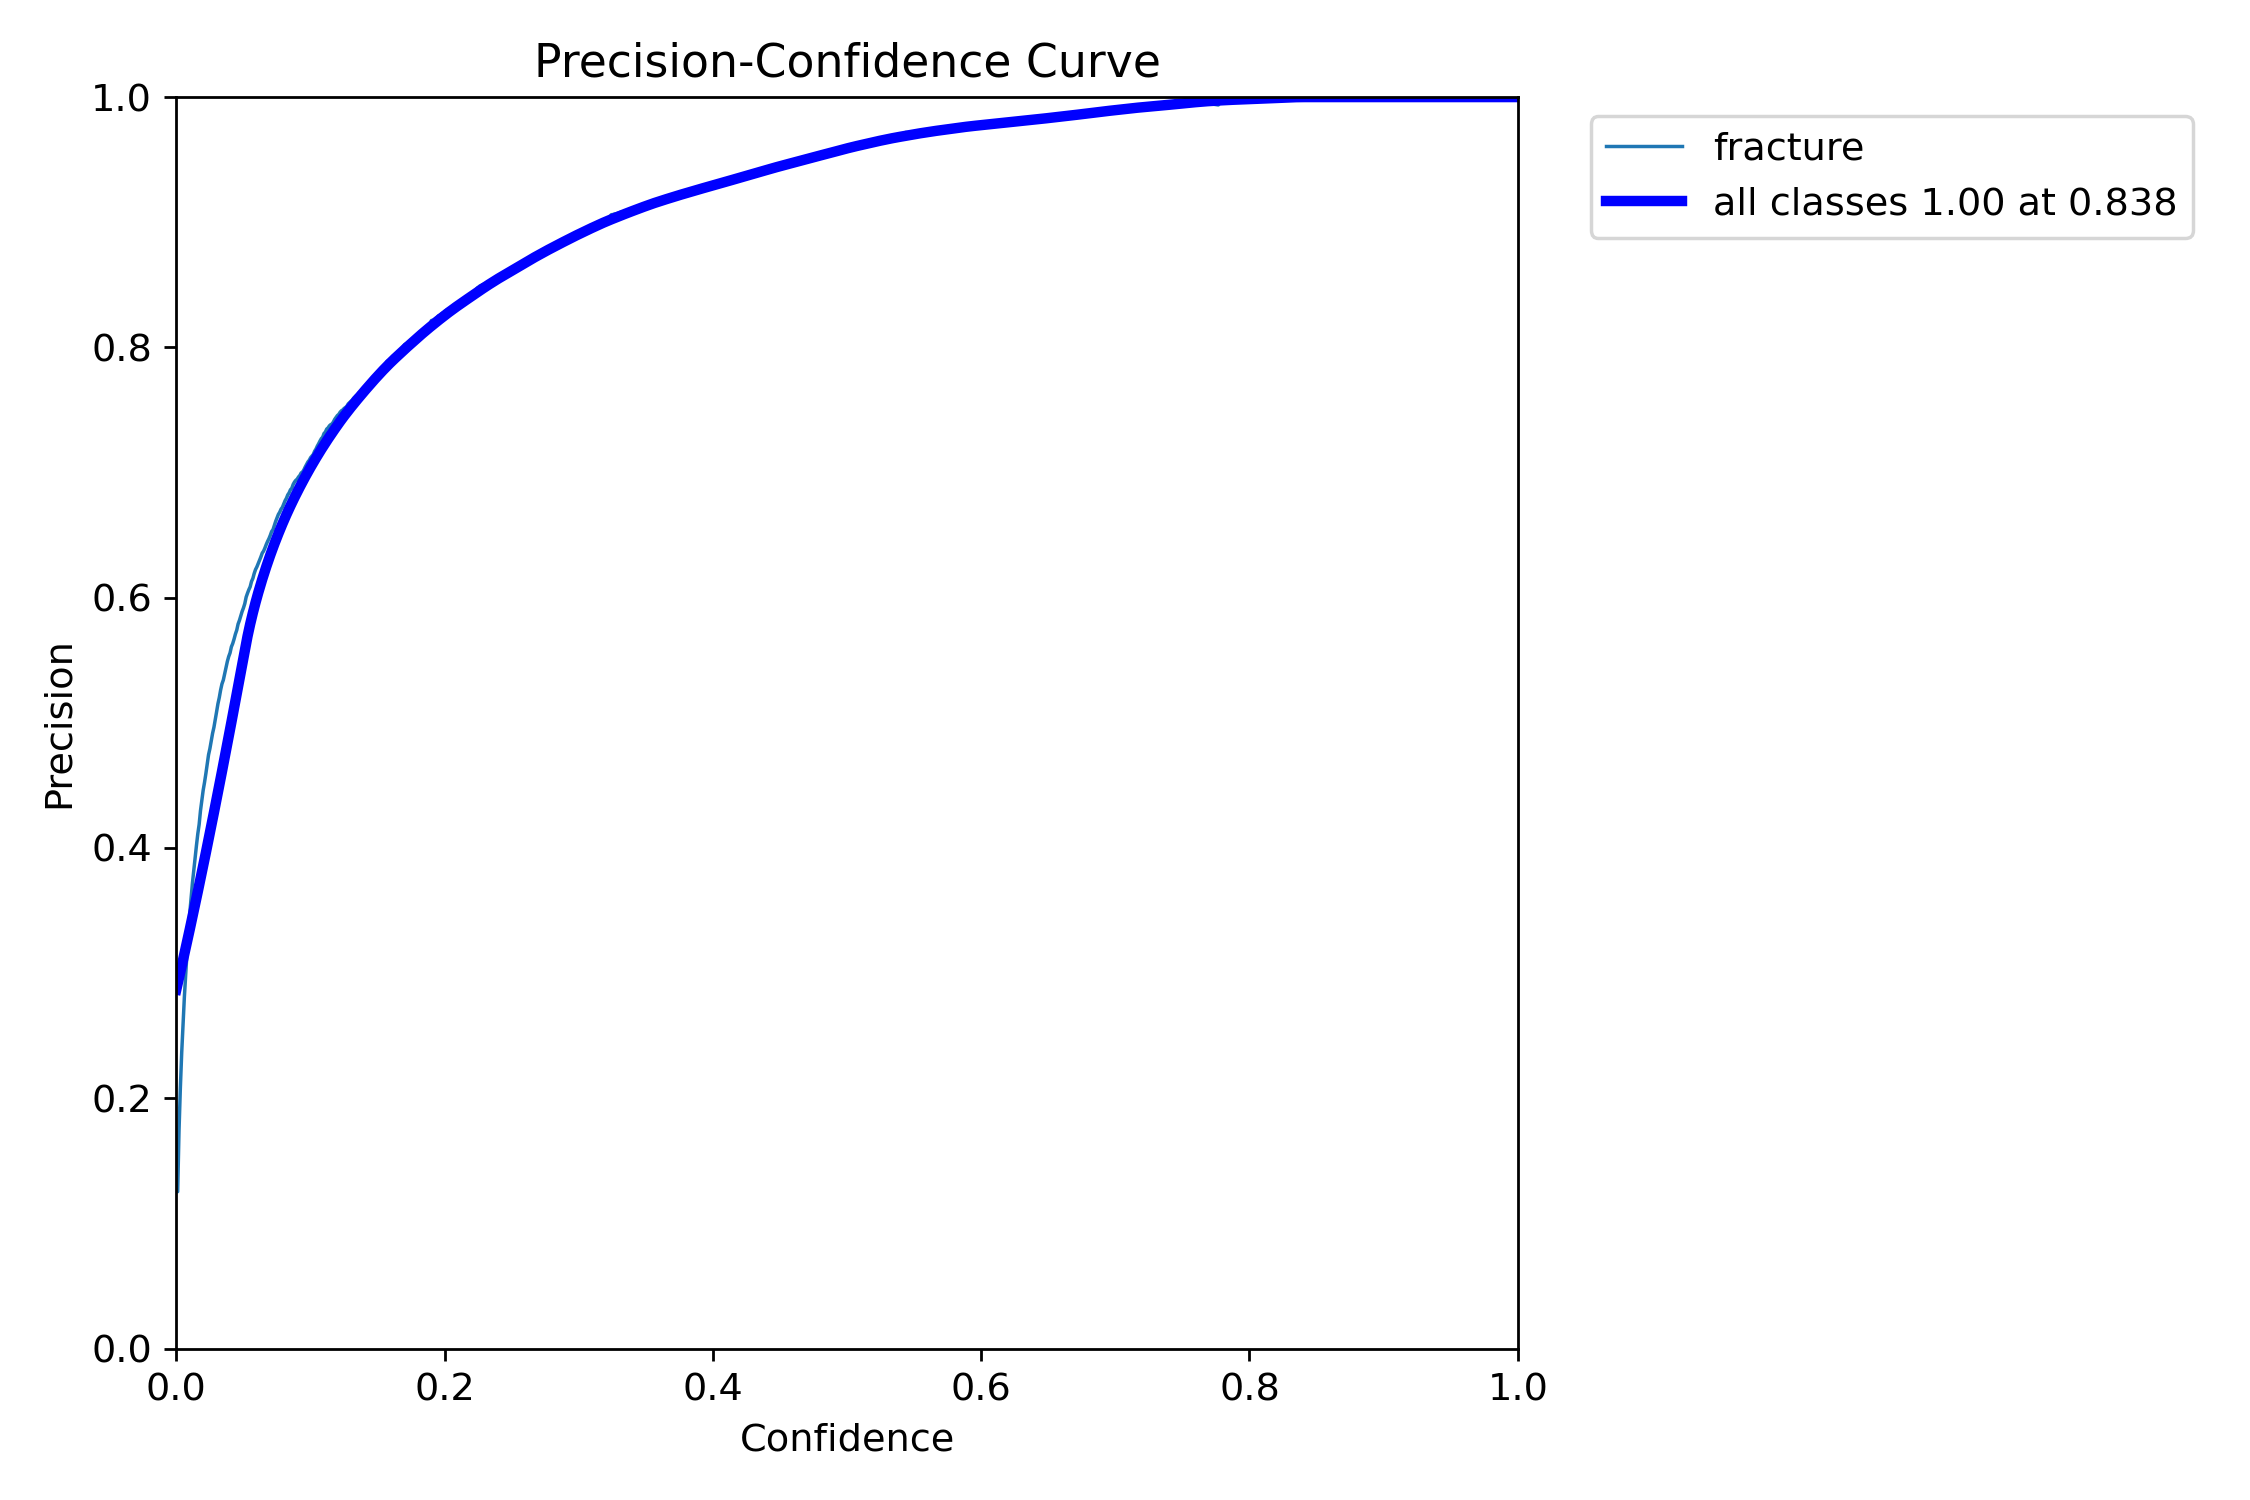 Precision-Confidence Curve
1.0
0.8
0.6
0.4
0.2
0.0
Precision
0.0 0.2 0.4 0.6 0.8 1.0
Confidence
fracture
all classes 1.00 at 0.838